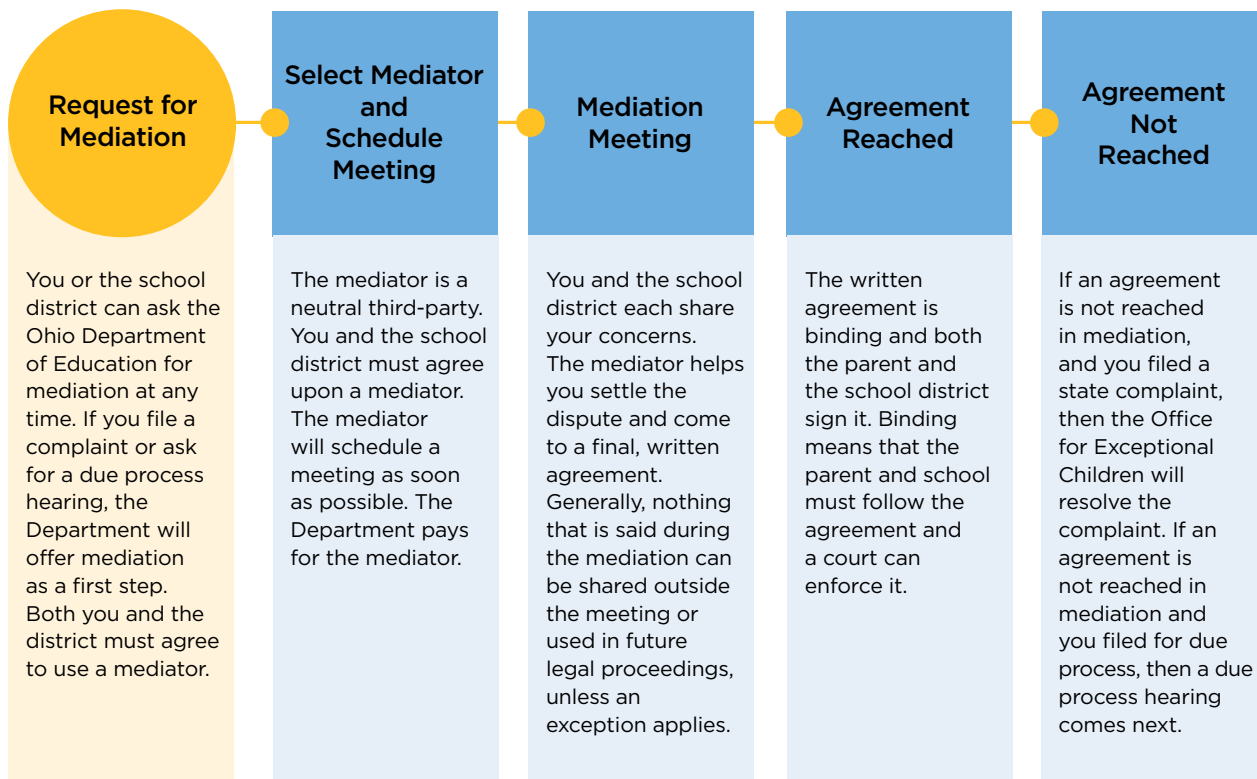 Request for
Mediation
You or the school
district can ask the
Ohio Department
of Education for
mediation at any
time. If you file a
complaint or ask
for a due process
hearing, the
Department will
offer mediation
as a first step.
Both you and the
district must agree
to use a mediator.
Select Mediator
and
Schedule
Meeting
The mediator is a
neutral third-party.
You and the school
district must agree
upon a mediator.
The mediator
will schedule a
meeting as soon
as possible. The
Department pays
for the mediator.
Mediation
Meeting
You and the school
district each share
your concerns.
The mediator helps
you settle the
dispute and come
to a final, written
agreement.
Generally, nothing
that is said during
the mediation can
be shared outside
the meeting or
used in future
legal proceedings,
unless an
exception applies.
Agreement
Reached
The written
agreement is
binding and both
the parent and
the school district
sign it. Binding
means that the
parent and school
must follow the
agreement and
a court can
enforce it.
Agreement
Not
Reached
If an agreement
is not reached
in mediation,
and you filed a
state complaint,
then the Office
for Exceptional
Children will
resolve the
complaint. If an
agreement is
not reached in
mediation and
you filed for due
process, then a due
process hearing
comes next.